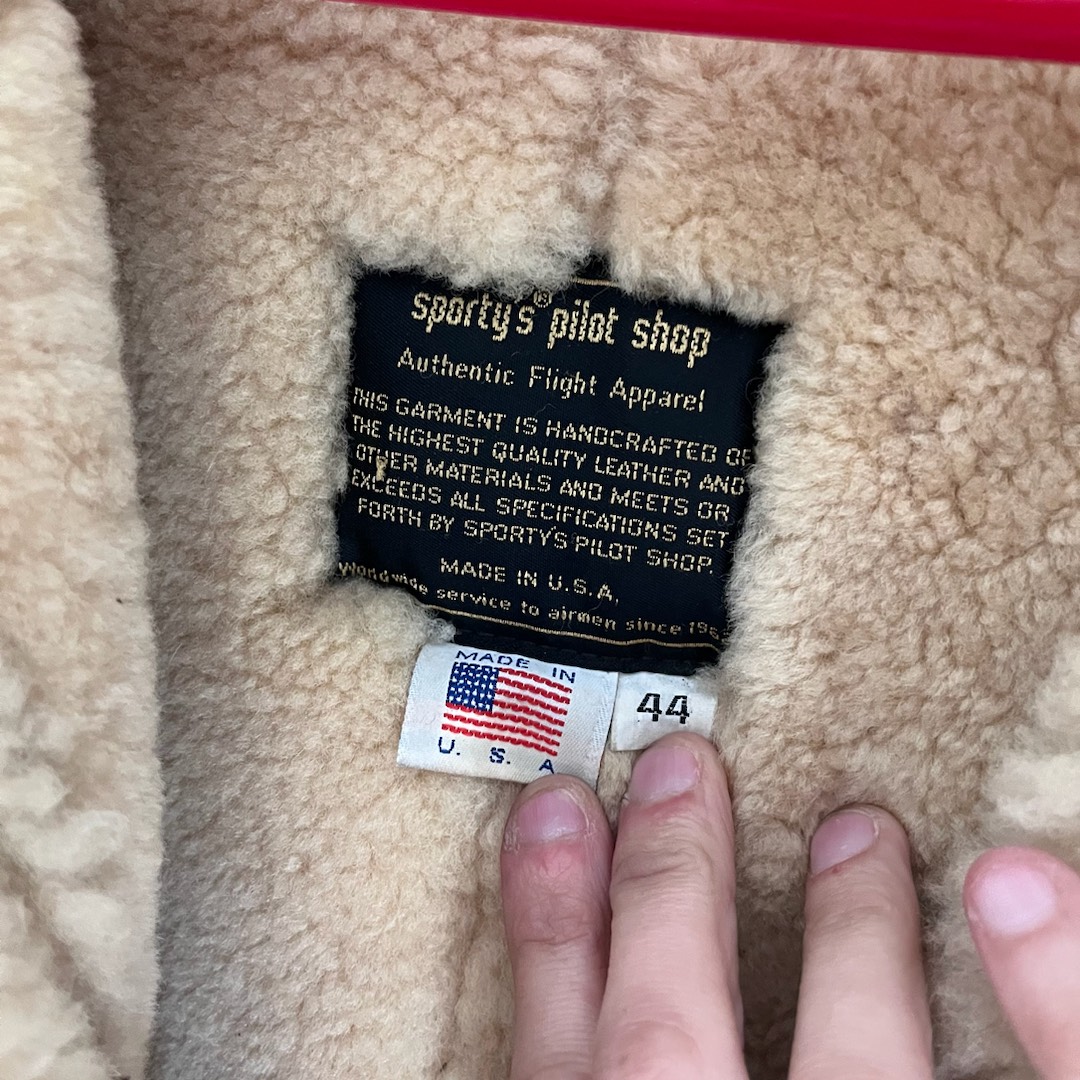 sporty's® pilot shop
Authentic Flight Apparel
THIS GARMENT IS HANDCRAFTED OF
THE HIGHEST QUALITY LEATHER AND
OTHER MATERIALS AND MEETS OR
EXCEEDS ALL SPECIFICATIONS SET
FORTH BY SPORTY'S PILOT SHOP.
MADE IN U.S.A.
Worldwide service to airmen since
MADE IN
U. S. A
44